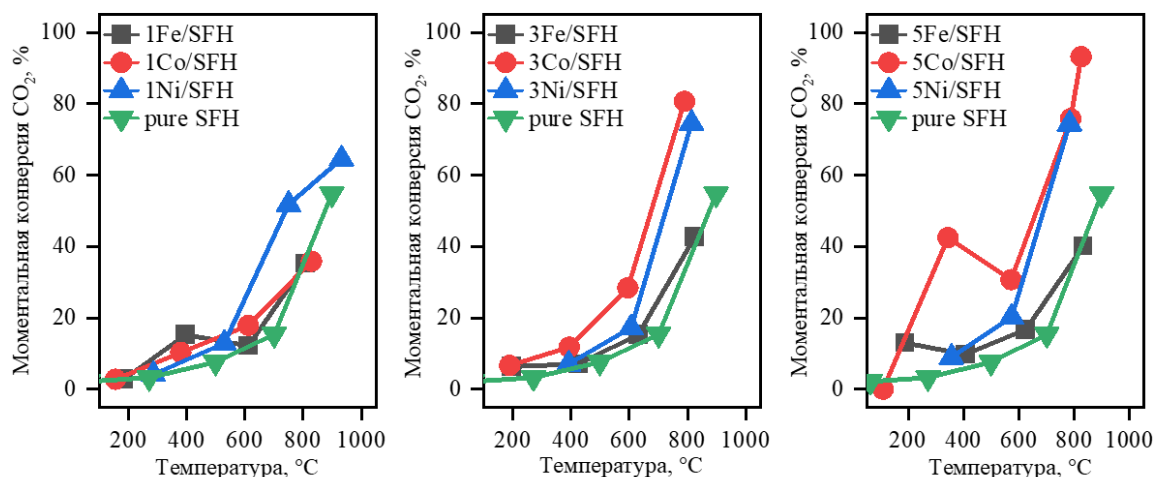 Моментальная конверсия CO₂, %
100
80
60
40
20
0
1Fe/SFH
1Co/SFH
1Ni/SFH
pure SFH
200 400 600 800 1000
Температура, °C
Моментальная конверсия CO₂, %
100
80
60
40
20
0
3Fe/SFH
3Co/SFH
3Ni/SFH
pure SFH
200 400 600 800 1000
Температура, °C
Моментальная конверсия CO₂, %
100
80
60
40
20
0
5Fe/SFH
5Co/SFH
5Ni/SFH
pure SFH
200 400 600 800 1000
Температура, °C